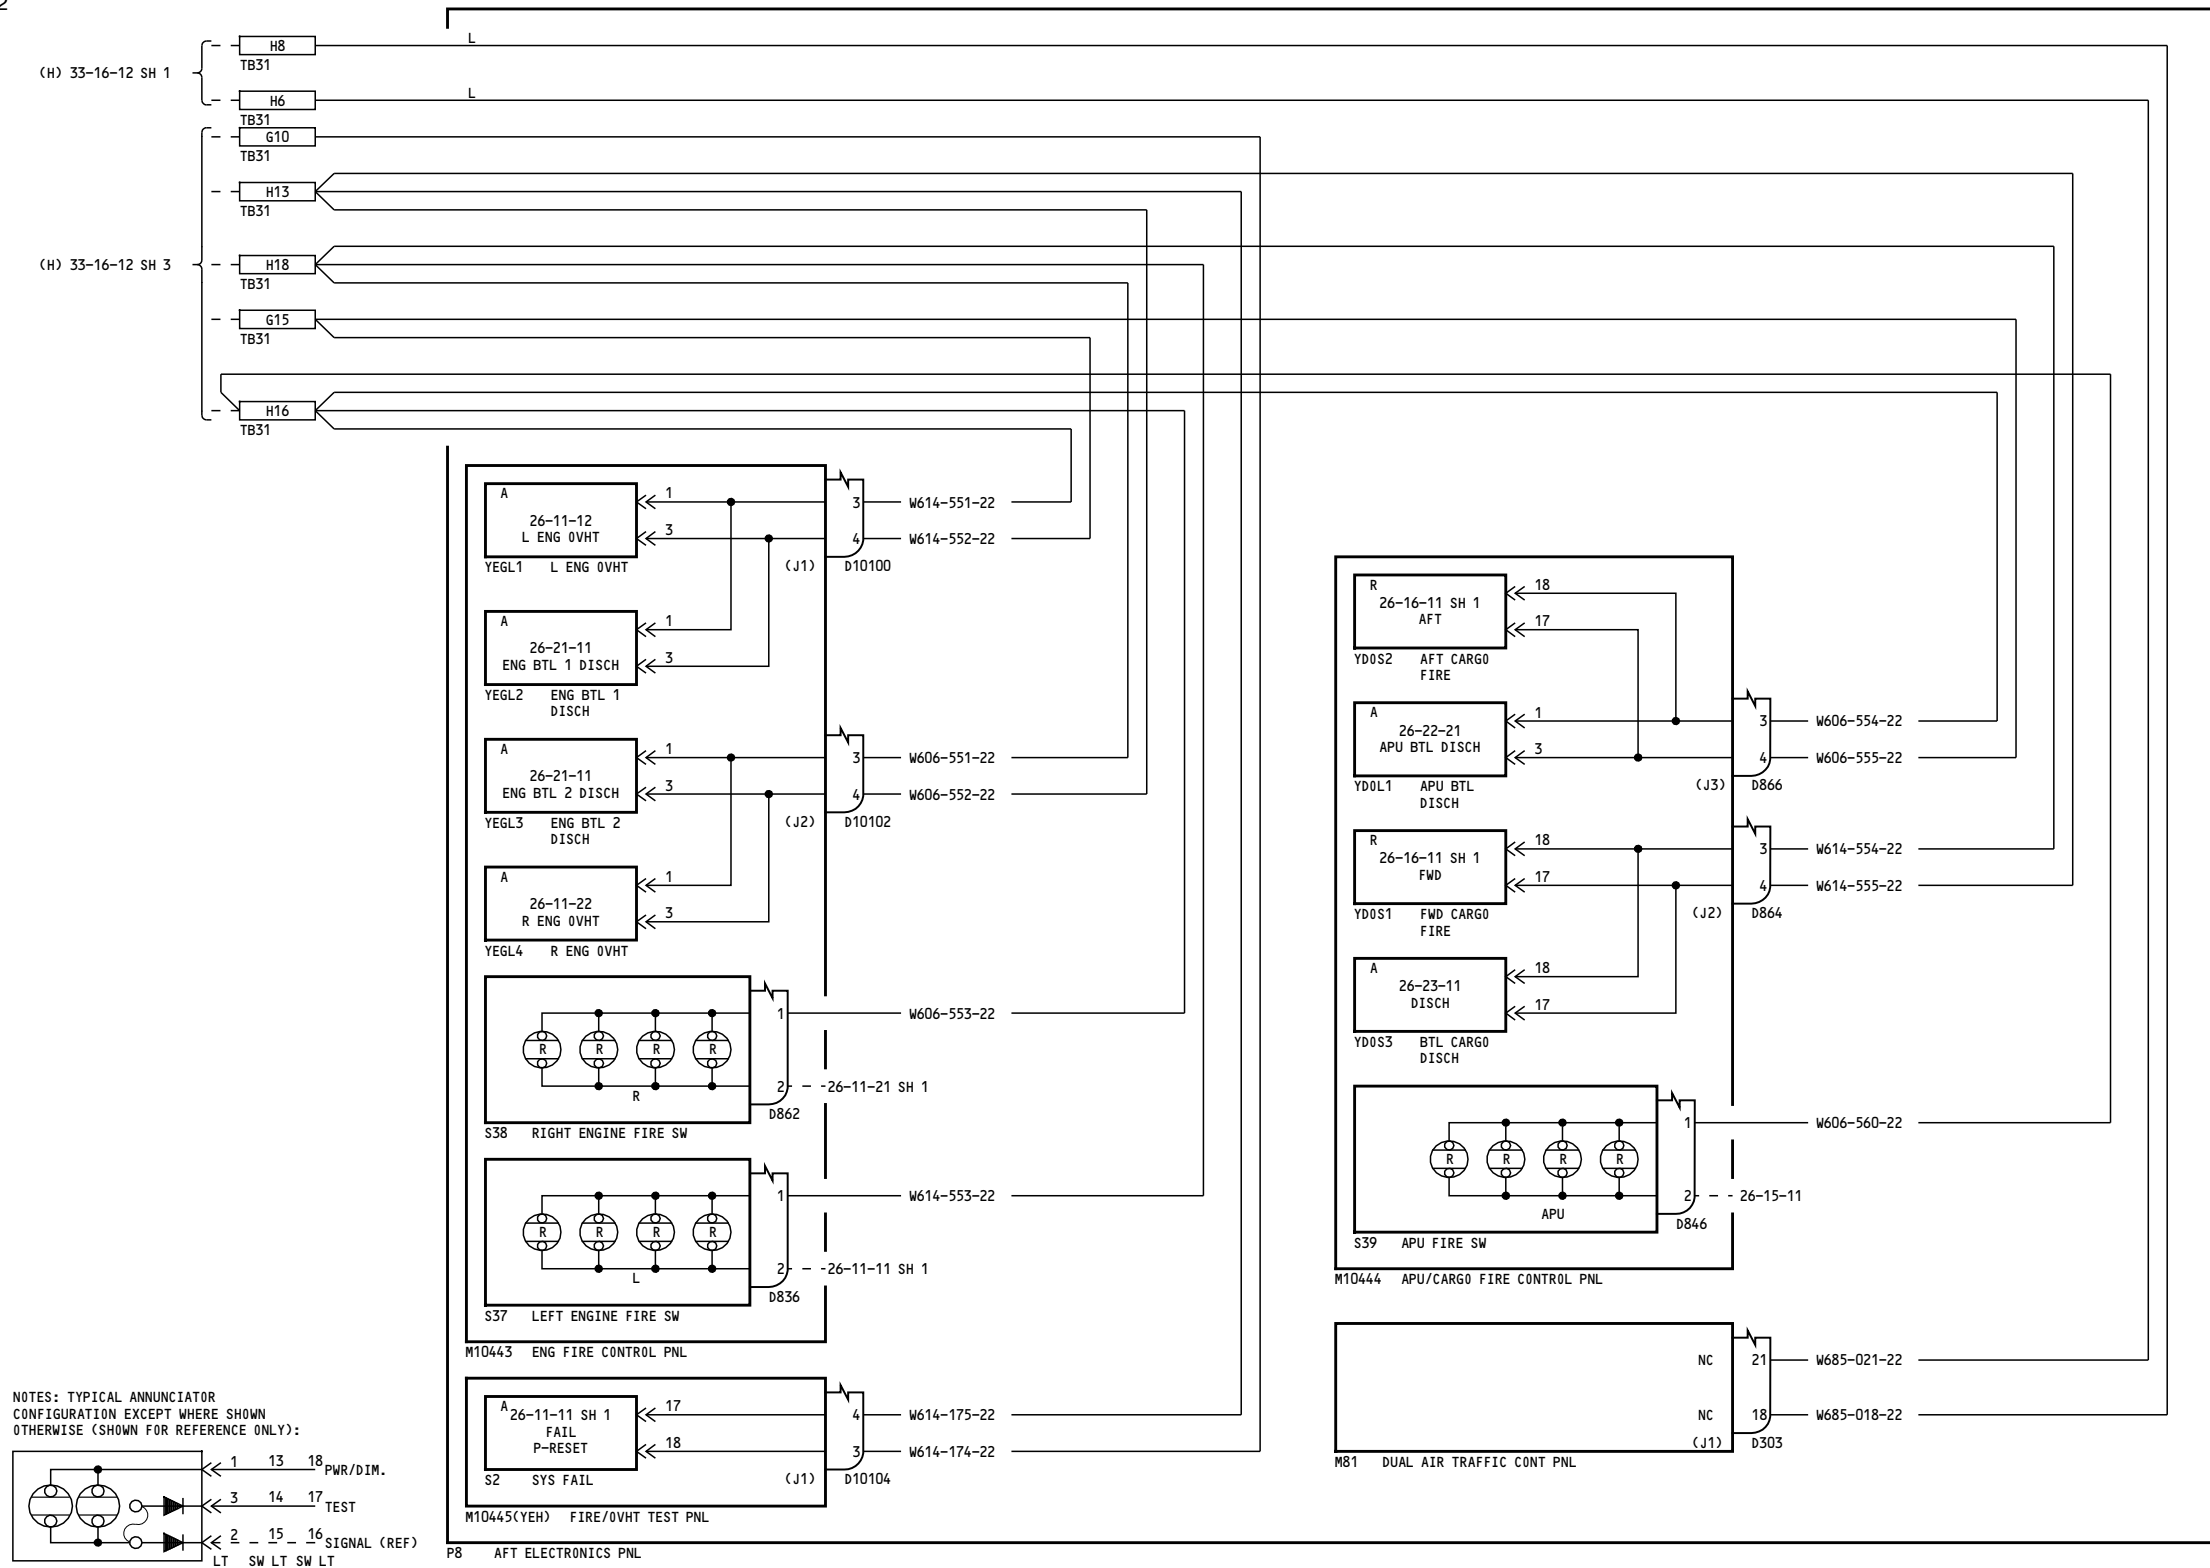 2
(H) 33-16-12 SH 1
H8
TB31
L
H6
TB31
L
(H) 33-16-12 SH 3
G10
TB31
H13
TB31
H18
TB31
G15
TB31
H16
TB31
A
26-11-12
L ENG OVHT
1
3
YEGL1 L ENG OVHT
(J1)
3
4
D10100
W614-551-22
W614-552-22
A
26-21-11
ENG BTL 1 DISCH
1
3
YEGL2 ENG BTL 1
DISCH
A
26-21-11
ENG BTL 2 DISCH
1
3
YEGL3 ENG BTL 2
DISCH
(J2)
3
4
D10102
W606-551-22
W606-552-22
A
26-11-22
R ENG OVHT
1
3
YEGL4 R ENG OVHT
R R R R
R
1
2
D862
W606-553-22
26-11-21 SH 1
S38 RIGHT ENGINE FIRE SW
R R R R
L
1
2
D836
W614-553-22
26-11-11 SH 1
S37 LEFT ENGINE FIRE SW
M10443 ENG FIRE CONTROL PNL
A
26-11-11 SH 1
FAIL
P-RESET
17
18
S2 SYS FAIL
(J1)
4
3
D10104
W614-175-22
W614-174-22
M10445(YEH) FIRE/OVHT TEST PNL
P8 AFT ELECTRONICS PNL
R
26-16-11 SH 1
AFT
18
17
YDOS2 AFT CARGO
FIRE
A
26-22-21
APU BTL DISCH
1
3
YDOL1 APU BTL
DISCH
(J3)
3
4
D866
W606-554-22
W606-555-22
R
26-16-11 SH 1
FWD
18
17
YDOS1 FWD CARGO
FIRE
(J2)
3
4
D864
W614-554-22
W614-555-22
A
26-23-11
DISCH
18
17
YDOS3 BTL CARGO
DISCH
R R R R
APU
1
2
D846
W606-560-22
26-15-11
S39 APU FIRE SW
M10444 APU/CARGO FIRE CONTROL PNL
NC
21
W685-021-22
NC
18
W685-018-22
(J1)
D303
M81 DUAL AIR TRAFFIC CONT PNL
NOTES: TYPICAL ANNUNCIATOR
CONFIGURATION EXCEPT WHERE SHOWN
OTHERWISE (SHOWN FOR REFERENCE ONLY):
1 13 18 PWR/DIM.
3 14 17 TEST
2 15 16 SIGNAL (REF)
LT SW LT SW LT